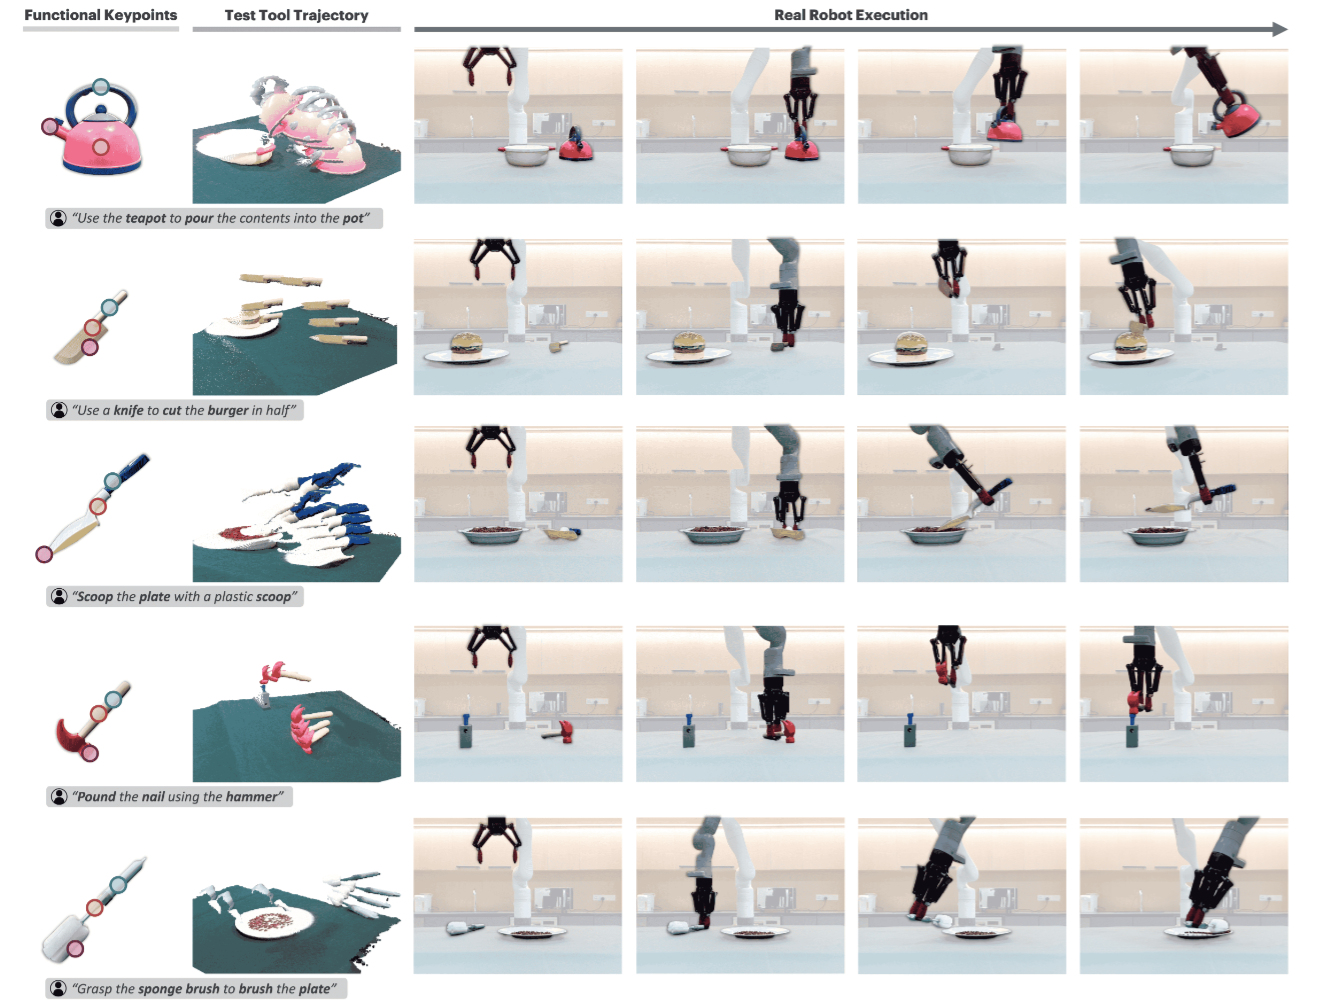 Functional Keypoints
Test Tool Trajectory
Real Robot Execution
“Use the teapot to pour the contents into the pot”
“Use a knife to cut the burger in half”
“Scoop the plate with a plastic scoop”
“Pound the nail using the hammer”
“Grasp the sponge brush to brush the plate”